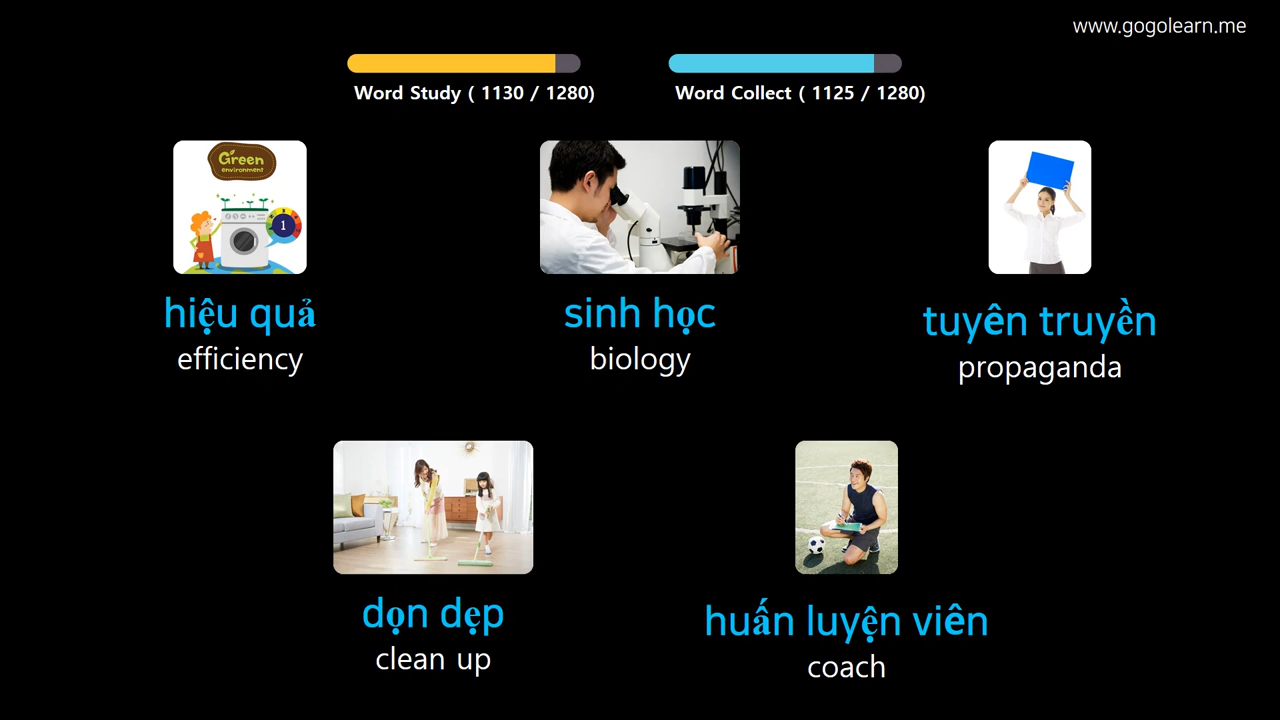 www.gogolearn.me
Word Study ( 1130 / 1280)
Word Collect ( 1125 / 1280)
Green
environment
1
hiệu quả
efficiency
sinh học
biology
tuyên truyền
propaganda
dọn dẹp
clean up
huấn luyện viên
coach